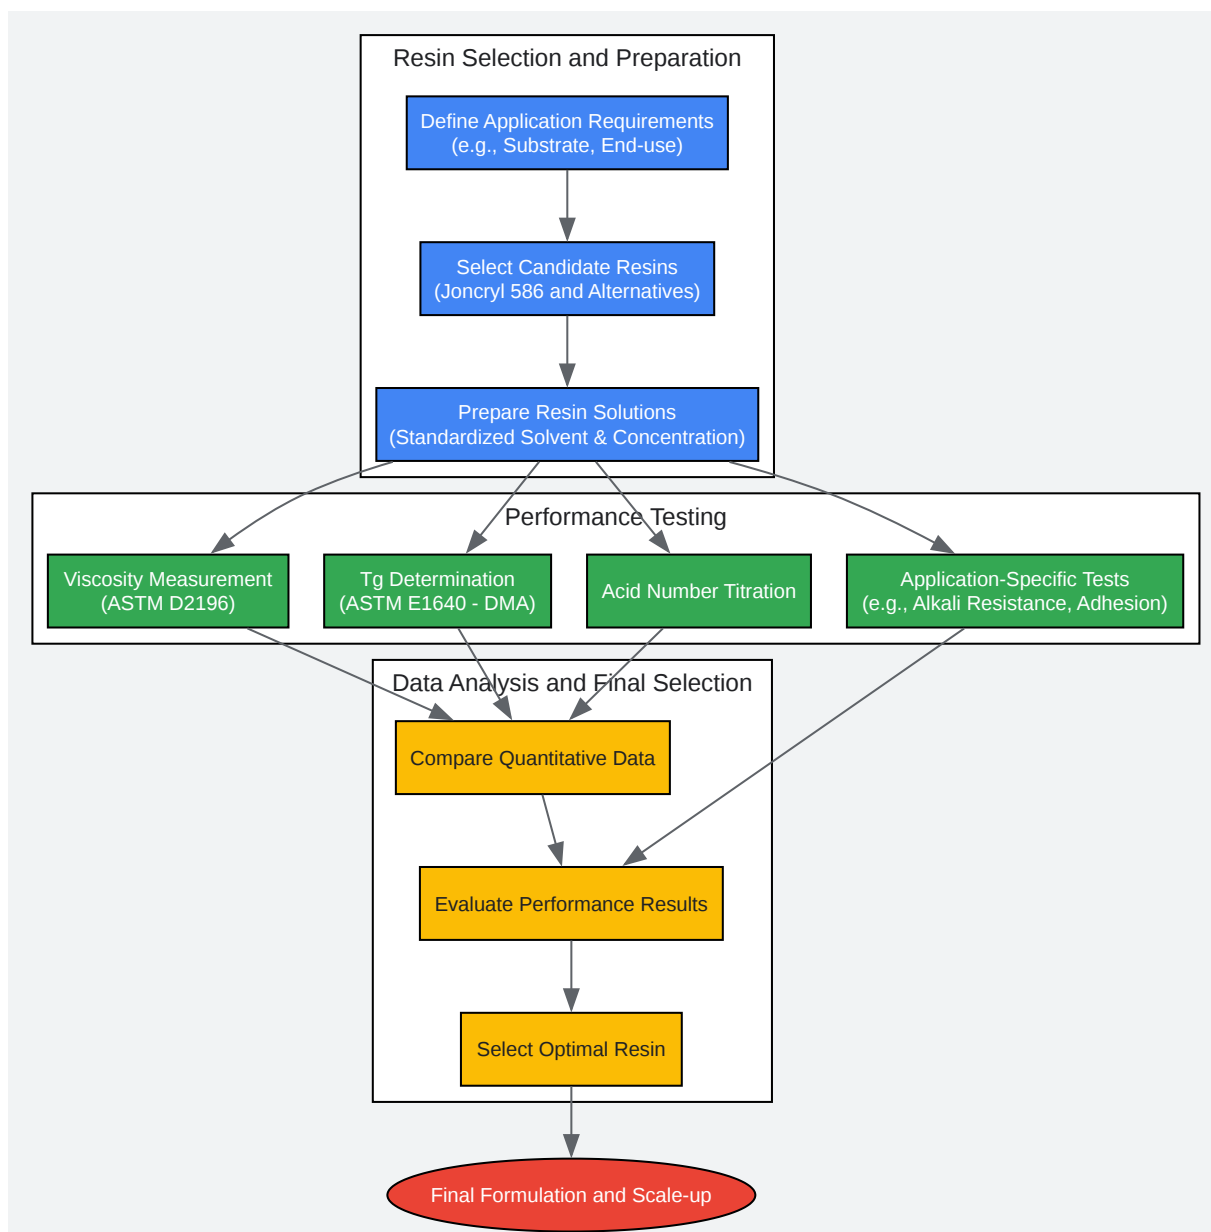 Resin Selection and Preparation
Define Application Requirements
(e.g., Substrate, End-use)
Select Candidate Resins
(Joncryl 586 and Alternatives)
Prepare Resin Solutions
(Standardized Solvent & Concentration)
Performance Testing
Viscosity Measurement
(ASTM D2196)
Tg Determination
(ASTM E1640 - DMA)
Acid Number Titration
Application-Specific Tests
(e.g., Alkali Resistance, Adhesion)
Data Analysis and Final Selection
Compare Quantitative Data
Evaluate Performance Results
Select Optimal Resin
Final Formulation and Scale-up